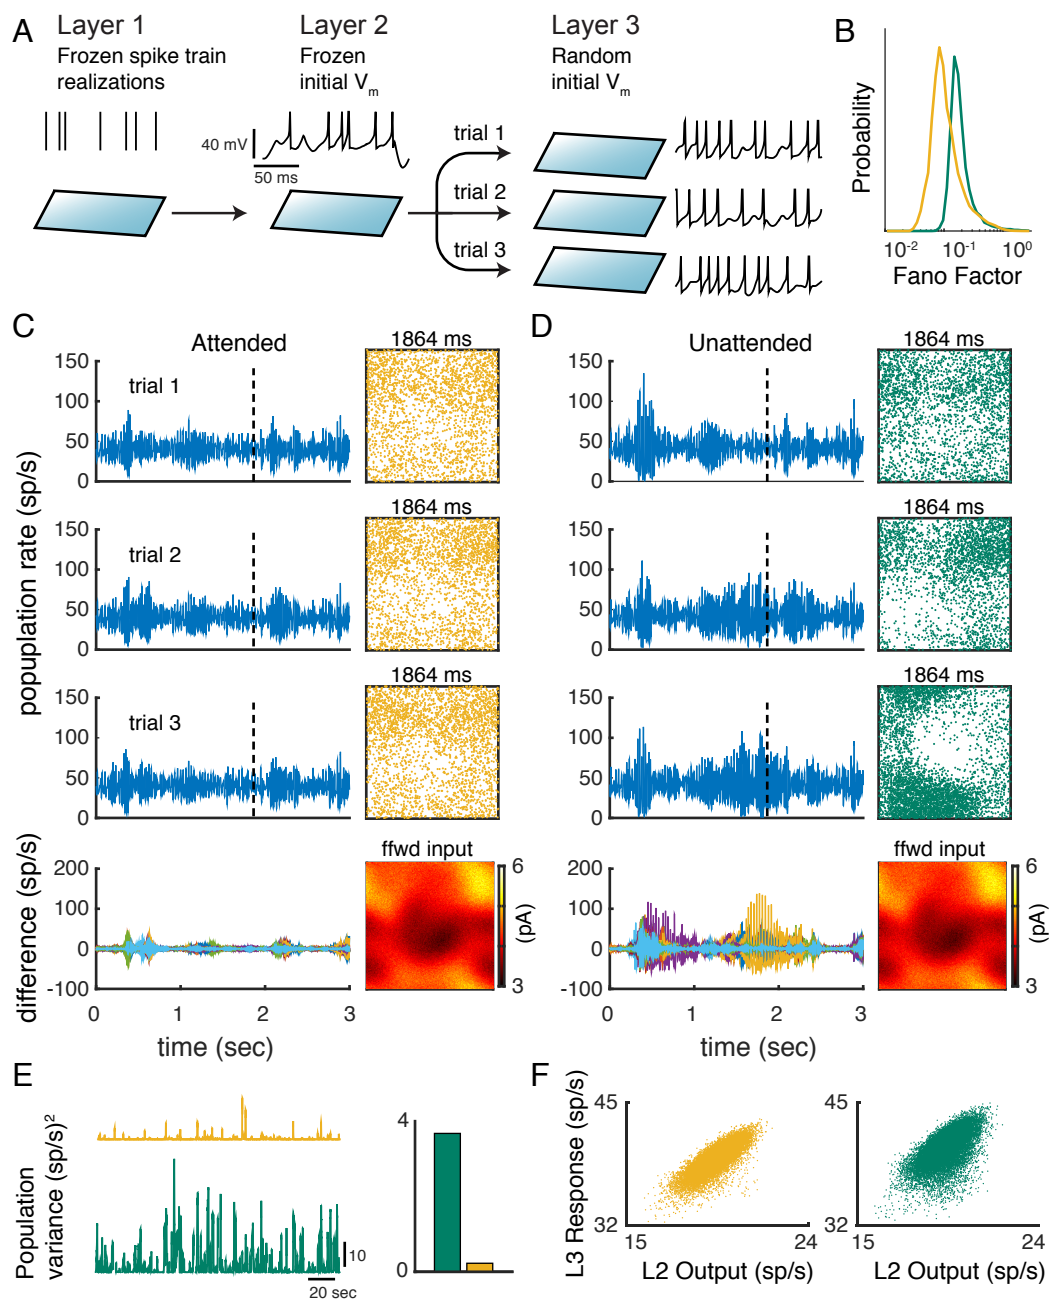 A
Layer 1
Frozen spike train
realizations
Layer 2
Frozen
initial Vm
Layer 3
Random
initial Vm
40 mV
50 ms
trial 1
trial 2
trial 3
B
Probability
10-2
10-1
100
Fano Factor
C
Attended
1864 ms
150
trial 1
100
50
0
1864 ms
150
trial 2
100
50
0
1864 ms
150
trial 3
100
50
0
popuplation rate (sp/s)
ffwd input
200
100
0
-100
difference (sp/s)
6
(pA)
3
0
1
2
3
time (sec)
D
Unattended
1864 ms
150
100
50
0
1864 ms
150
100
50
0
1864 ms
150
100
50
0
ffwd input
200
100
0
-100
6
(pA)
3
0
1
2
3
time (sec)
E
Population
variance (sp/s)2
10
20 sec
4
0
F
L3 Response (sp/s)
45
32
15
24
L2 Output (sp/s)
45
32
15
24
L2 Output (sp/s)